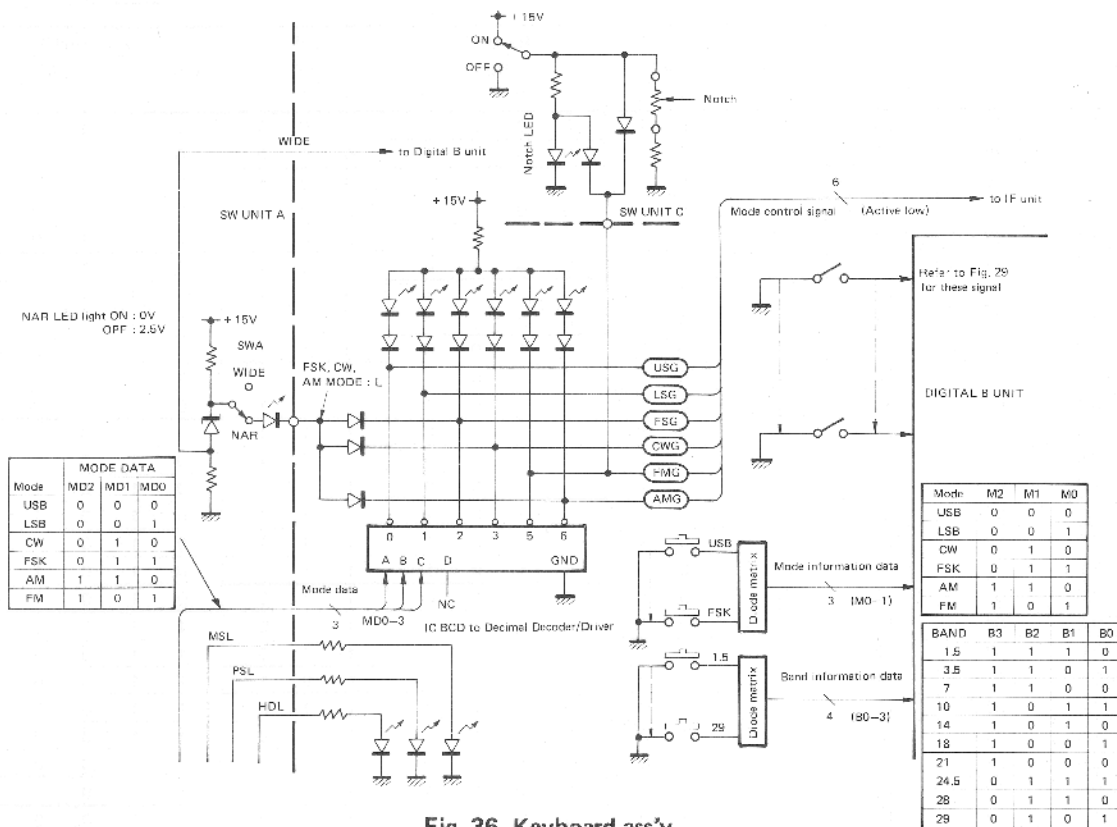 + 15V
ON
OFF
Notch
Notch LED
WIDE
to Digital B unit
SW UNIT A
SW UNIT C
+ 15V
6
Mode control signal (Active low)
to IF unit
Refer to Fig. 29
for these signal
DIGITAL B UNIT
NAR LED light ON : 0V
OFF : 2.5V
+ 15V
SWA
WIDE
NAR
FSK, CW,
AM MODE : L
USG
LSG
FSG
CWG
FMG
AMG
0 1 2 3 5 6
A B C D GND
NC
Mode data
3
MD0-3
IC BCD to Decimal Decoder/Driver
MSL
PSL
HDL
MODE DATA
Mode MD2 MD1 MD0
USB 0 0 0
LSB 0 0 1
CW 0 1 0
FSK 0 1 1
AM 1 1 0
FM 1 0 1
USB
FSK
Diode matrix
Mode information data
3 (M0-1)
1.5
29
Diode matrix
Band information data
4 (B0-3)
Mode M2 M1 M0
USB 0 0 0
LSB 0 0 1
CW 0 1 0
FSK 0 1 1
AM 1 1 0
FM 1 0 1
BAND B3 B2 B1 B0
1.5 1 1 1 0
3.5 1 1 0 1
7 1 1 0 0
10 1 0 1 1
14 1 0 1 0
18 1 0 0 1
21 1 0 0 0
24.5 0 1 1 1
28 0 1 1 0
29 0 1 0 1
Fig. 36 Keyboard ass'y